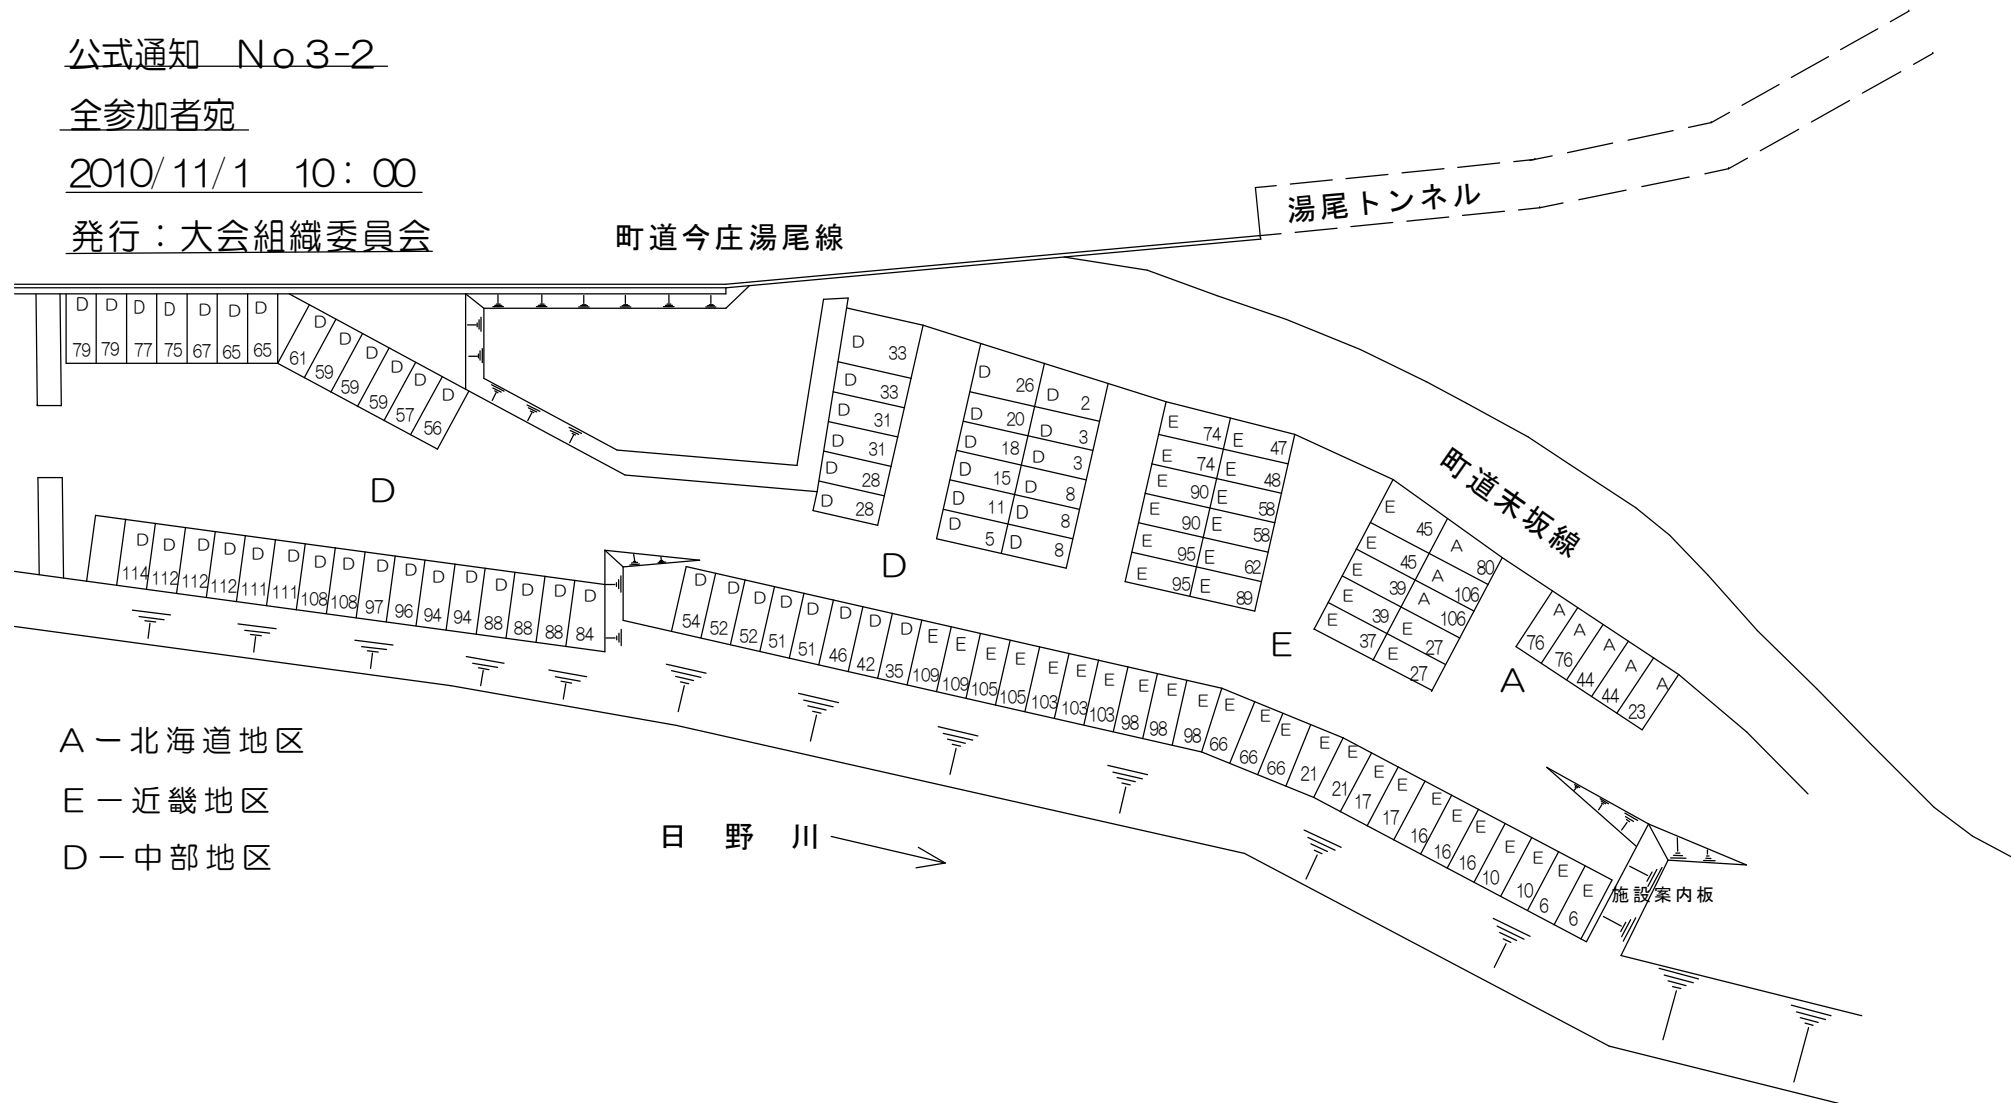 公式通知　Ｎｏ３-２
全参加者宛
2010/11/1　10：00
発行：大会組織委員会
町道今庄湯尾線
湯尾トンネル
町道末坂線
D D D D D D D
79 79 77 75 67 65 65
D D D D D D
61 59 59 59 57 56
D 33
D 33
D 31
D 31
D 28
D 28
D 26 D 2
D 20 D 3
D 18 D 3
D 15 D 8
D 11 D 8
D 5 D 8
E 74 E 47
E 74 E 48
E 90 E 58
E 90 E 58
E 95 E 62
E 95 E 89
E 45 A 80
E 45 A 106
E 39 A 106
E 39 E 27
E 37 E 27
A A A A A
76 76 44 44 23
D
D
E
A
D D D D D D D D D D D D D D D D
114 112 112 112 111 111 108 108 97 96 94 94 88 88 88 84
D D D D D D D D E E E E E E E E E E E E E E E E E E E E E E E E E E
54 52 52 51 51 46 42 35 109 109 105 105 103 103 103 98 98 98 66 66 66 21 21 17 17 16 16 16 10 10 6 6
A－北海道地区
E－近畿地区
D－中部地区
日　野　川
施設案内板